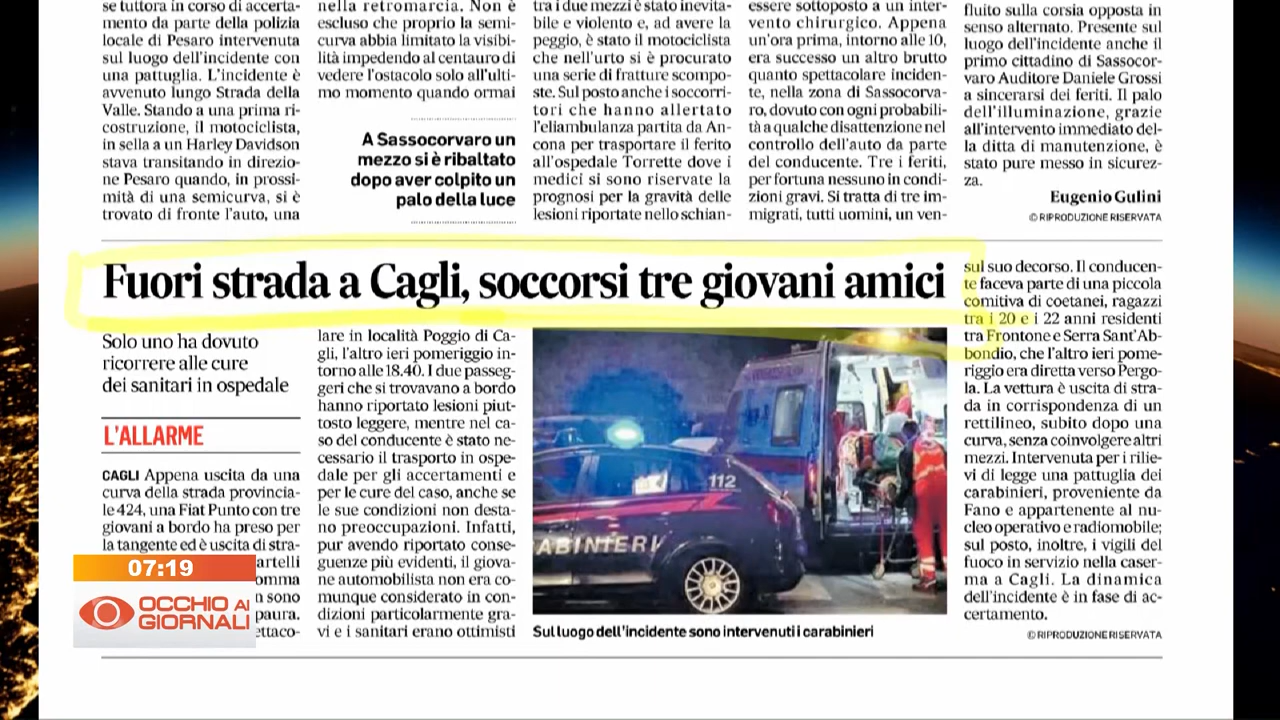 se tuttora in corso di accerta-
mento da parte della polizia
locale di Pesaro intervenuta
sul luogo dell'incidente con
una pattuglia. L'incidente è
avvenuto lungo Strada della
Valle. Stando a una prima ri-
costruzione, il motociclista,
in sella a un Harley Davidson
stava transitando in direzio-
ne Pesaro quando, in prossi-
mità di una semicurva, si è
trovato di fronte l'auto, una
nella retromarcia. Non è
escluso che proprio la semi-
curva abbia limitato la visibi-
lità impedendo al centauro di
vedere l'ostacolo solo all'ulti-
mo momento quando ormai
A Sassocorvaro un
mezzo si è ribaltato
dopo aver colpito un
palo della luce
tra i due mezzi è stato inevita-
bile e violento e, ad avere la
peggio, è stato il motociclista
che nell'urto si è procurato
una serie di fratture scompo-
ste. Sul posto anche i soccorri-
tori che hanno allertato
l'eliambulanza partita da An-
cona per trasportare il ferito
all'ospedale Torrette dove i
medici si sono riservate la
prognosi per la gravità delle
lesioni riportate nello schian-
essere sottoposto a un inter-
vento chirurgico. Appena
un'ora prima, intorno alle 10,
era successo un altro brutto
quanto spettacolare inciden-
te, nella zona di Sassocorva-
ro, dovuto con ogni probabili-
tà a qualche disattenzione nel
controllo dell'auto da parte
del conducente. Tre i feriti,
per fortuna nessuno in condi-
zioni gravi. Si tratta di tre im-
migrati, tutti uomini, un ven-
fluito sulla corsia opposta in
senso alternato. Presente sul
luogo dell'incidente anche il
primo cittadino di Sassocor-
varo Auditore Daniele Grossi
a sincerarsi dei feriti. Il palo
dell'illuminazione, grazie
all'intervento immediato del-
la ditta di manutenzione, è
stato pure messo in sicurez-
za.
Eugenio Gulini
© RIPRODUZIONE RISERVATA
Fuori strada a Cagli, soccorsi tre giovani amici
Solo uno ha dovuto
ricorrere alle cure
dei sanitari in ospedale
L'ALLARME
CAGLI Appena uscita da una
curva della strada provincia-
le 424, una Fiat Punto con tre
giovani a bordo ha preso per
la tangente ed è uscita di stra-
artelli
omma
n sono
paura.
ettaco-
lare in località Poggio di Ca-
gli, l'altro ieri pomeriggio in-
torno alle 18.40. I due passeg-
geri che si trovavano a bordo
hanno riportato lesioni piut-
tosto leggere, mentre nel ca-
so del conducente è stato ne-
cessario il trasporto in ospe-
dale per gli accertamenti e
per le cure del caso, anche se
le sue condizioni non desta-
no preoccupazioni. Infatti,
pur avendo riportato conse-
guenze più evidenti, il giova-
ne automobilista non era co-
munque considerato in con-
dizioni particolarmente gra-
vi e i sanitari erano ottimisti
112
CARABINIERI
Sul luogo dell'incidente sono intervenuti i carabinieri
sul suo decorso. Il conducen-
te faceva parte di una piccola
comitiva di coetanei, ragazzi
tra i 20 e i 22 anni residenti
tra Frontone e Serra Sant'Ab-
bondio, che l'altro ieri pome-
riggio era diretta verso Pergo-
la. La vettura è uscita di stra-
da in corrispondenza di un
rettilineo, subito dopo una
curva, senza coinvolgere altri
mezzi. Intervenuta per i rilie-
vi di legge una pattuglia dei
carabinieri, proveniente da
Fano e appartenente al nu-
cleo operativo e radiomobile;
sul posto, inoltre, i vigili del
fuoco in servizio nella caser-
ma a Cagli. La dinamica
dell'incidente è in fase di ac-
certamento.
© RIPRODUZIONE RISERVATA
07:19
OCCHIO AI
GIORNALI